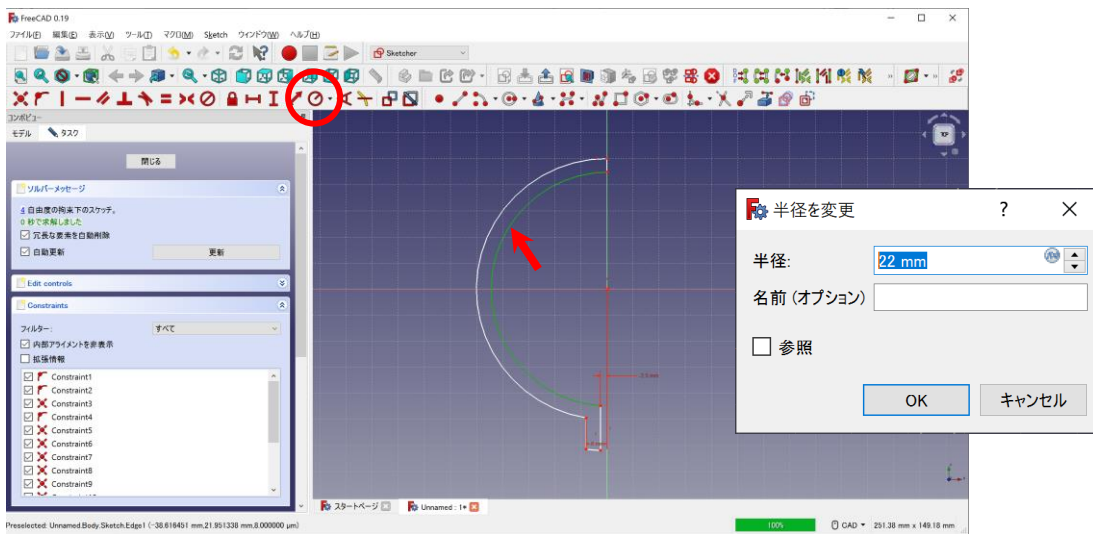 FreeCAD 0.19
ファイル(F) 編集(E) 表示(V) ツール(T) マクロ(M) Sketch ウィンドウ(W) ヘルプ(H)
Sketcher
コンボビュー
モデル タスク
閉じる
ソルバーメッセージ
4 自由度の拘束下のスケッチ。
0 秒で求解しました
冗長な要素を自動削除
自動更新 更新
Edit controls
Constraints
フィルター: すべて
内部アライメントを非表示
拡張情報
Constraint1
Constraint2
Constraint3
Constraint4
Constraint5
Constraint6
Constraint7
Constraint8
Constraint9
半径を変更 ? ×
半径: 22 mm
名前 (オプション)
参照
OK キャンセル
スタートページ Unnamed : 1*
Preselected: Unnamed.Body.Sketch.Edge1 (-38.616451 mm,21.951338 mm,8.000000 μm)
100% CAD 251.38 mm x 149.18 mm